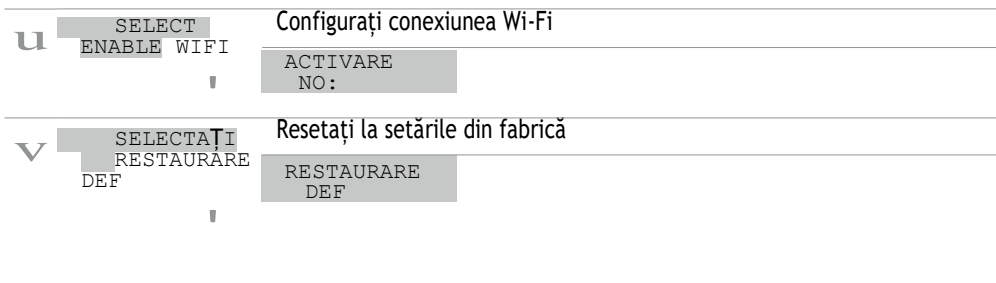 u
SELECT
ENABLE WIFI
'
Configurați conexiunea Wi-Fi
ACTIVARE
NO:
v
SELECTAȚI
RESTAURARE
DEF
'
Resetați la setările din fabrică
RESTAURARE
DEF